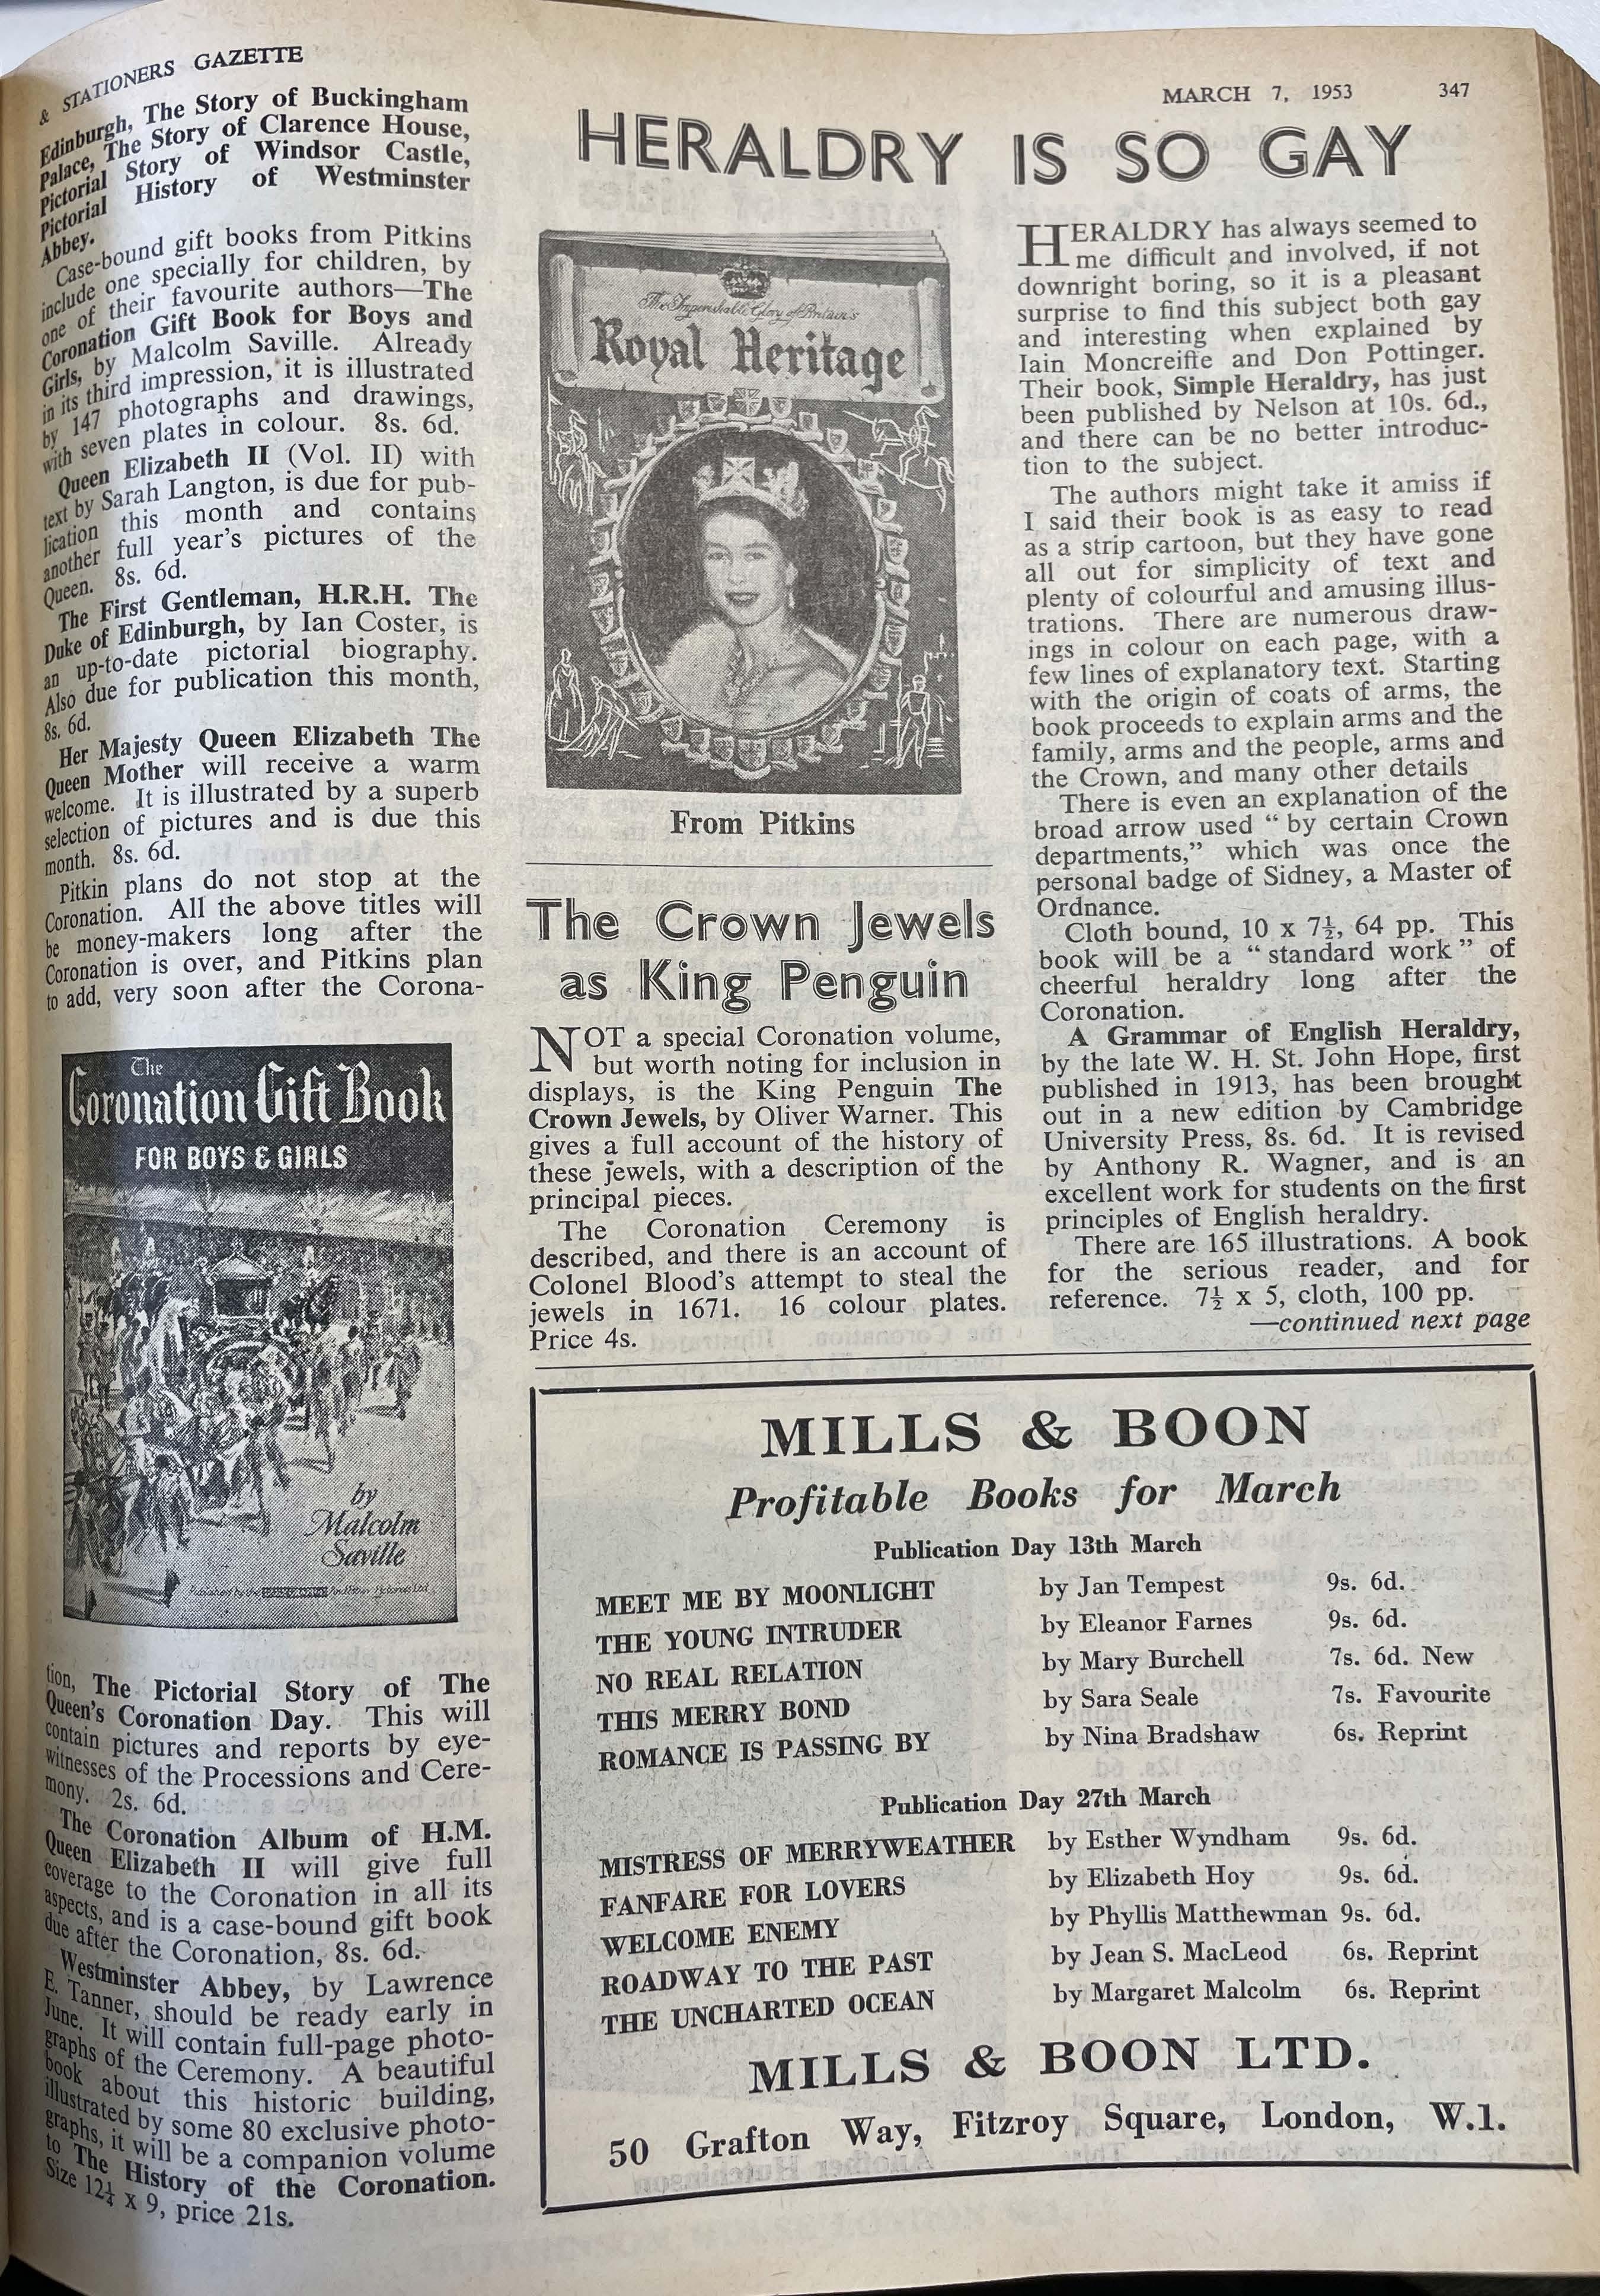 & STATIONERS GAZETTE
MARCH 7, 1953 347
Edinburgh, The Story of Buckingham
Palace, The Story of Clarence House,
Pictorial Story of Windsor Castle,
Pictorial History of Westminster
Abbey.
Case-bound gift books from Pitkins
include one specially for children, by
one of their favourite authors—The
Coronation Gift Book for Boys and
Girls, by Malcolm Saville. Already
in its third impression, it is illustrated
by 147 photographs and drawings,
with seven plates in colour. 8s. 6d.
Queen Elizabeth II (Vol. II) with
text by Sarah Langton, is due for pub-
lication this month and contains
another full year's pictures of the
Queen. 8s. 6d.
The First Gentleman, H.R.H. The
Duke of Edinburgh, by Ian Coster, is
an up-to-date pictorial biography.
Also due for publication this month,
8s. 6d.
Her Majesty Queen Elizabeth The
Queen Mother will receive a warm
welcome. It is illustrated by a superb
selection of pictures and is due this
month. 8s. 6d.
Pitkin plans do not stop at the
Coronation. All the above titles will
be money-makers long after the
Coronation is over, and Pitkins plan
to add, very soon after the Corona-
The
Coronation Gift Book
FOR BOYS & GIRLS
by
Malcolm
Saville
tion, The Pictorial Story of The
Queen's Coronation Day. This will
contain pictures and reports by eye-
witnesses of the Processions and Cere-
mony. 2s. 6d.
The Coronation Album of H.M.
Queen Elizabeth II will give full
coverage to the Coronation in all its
aspects, and is a case-bound gift book
due after the Coronation, 8s. 6d.
Westminster Abbey, by Lawrence
E. Tanner, should be ready early in
June. It will contain full-page photo-
graphs of the Ceremony. A beautiful
book about this historic building,
illustrated by some 80 exclusive photo-
graphs, it will be a companion volume
to The History of the Coronation.
Size 12¼ x 9, price 21s.
HERALDRY IS SO GAY
The Imperishable Glory of Britain's
Royal Heritage
From Pitkins
The Crown Jewels
as King Penguin
NOT a special Coronation volume,
but worth noting for inclusion in
displays, is the King Penguin The
Crown Jewels, by Oliver Warner. This
gives a full account of the history of
these jewels, with a description of the
principal pieces.
The Coronation Ceremony is
described, and there is an account of
Colonel Blood's attempt to steal the
jewels in 1671. 16 colour plates.
Price 4s.
HERALDRY has always seemed to
me difficult and involved, if not
downright boring, so it is a pleasant
surprise to find this subject both gay
and interesting when explained by
Iain Moncreiffe and Don Pottinger.
Their book, Simple Heraldry, has just
been published by Nelson at 10s. 6d.,
and there can be no better introduc-
tion to the subject.
The authors might take it amiss if
I said their book is as easy to read
as a strip cartoon, but they have gone
all out for simplicity of text and
plenty of colourful and amusing illus-
trations. There are numerous draw-
ings in colour on each page, with a
few lines of explanatory text. Starting
with the origin of coats of arms, the
book proceeds to explain arms and the
family, arms and the people, arms and
the Crown, and many other details
There is even an explanation of the
broad arrow used " by certain Crown
departments," which was once the
personal badge of Sidney, a Master of
Ordnance.
Cloth bound, 10 x 7½, 64 pp. This
book will be a " standard work " of
cheerful heraldry long after the
Coronation.
A Grammar of English Heraldry,
by the late W. H. St. John Hope, first
published in 1913, has been brought
out in a new edition by Cambridge
University Press, 8s. 6d. It is revised
by Anthony R. Wagner, and is an
excellent work for students on the first
principles of English heraldry.
There are 165 illustrations. A book
for the serious reader, and for
reference. 7½ x 5, cloth, 100 pp.
—continued next page
MILLS & BOON
Profitable Books for March
Publication Day 13th March
MEET ME BY MOONLIGHT by Jan Tempest 9s. 6d.
THE YOUNG INTRUDER by Eleanor Farnes 9s. 6d.
NO REAL RELATION by Mary Burchell 7s. 6d. New
THIS MERRY BOND by Sara Seale 7s. Favourite
ROMANCE IS PASSING BY by Nina Bradshaw 6s. Reprint
Publication Day 27th March
MISTRESS OF MERRYWEATHER by Esther Wyndham 9s. 6d.
FANFARE FOR LOVERS by Elizabeth Hoy 9s. 6d.
WELCOME ENEMY by Phyllis Matthewman 9s. 6d.
ROADWAY TO THE PAST by Jean S. MacLeod 6s. Reprint
THE UNCHARTED OCEAN by Margaret Malcolm 6s. Reprint
MILLS & BOON LTD.
50 Grafton Way, Fitzroy Square, London, W.1.